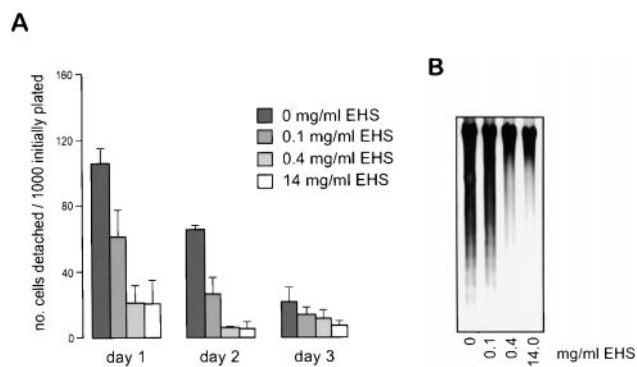 A
no. cells detached / 1000 initially plated
160
120
80
40
0
0 mg/ml EHS
0.1 mg/ml EHS
0.4 mg/ml EHS
14 mg/ml EHS
day 1
day 2
day 3
B
0
0.1
0.4
14.0
mg/ml EHS